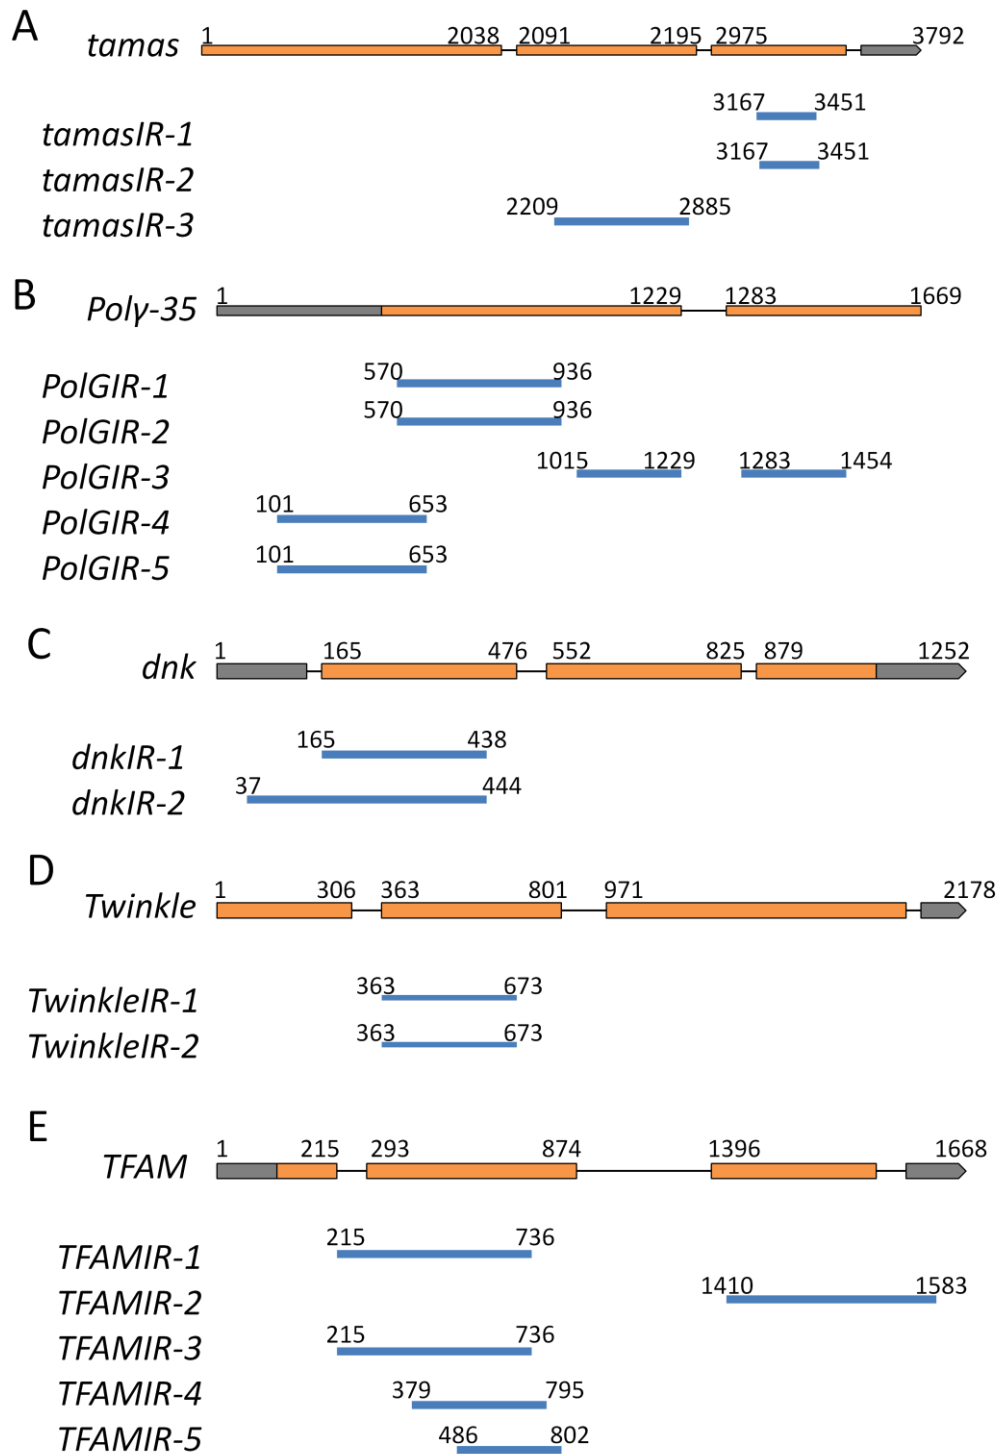 A
tamas 1 2038 2091 2195 2975 3792
tamasIR-1 3167 3451
tamasIR-2 3167 3451
tamasIR-3 2209 2885
B
Polγ-35 1 1229 1283 1669
PolGIR-1 570 936
PolGIR-2 570 936
PolGIR-3 1015 1229 1283 1454
PolGIR-4 101 653
PolGIR-5 101 653
C
dnk 1 165 476 552 825 879 1252
dnkIR-1 165 438
dnkIR-2 37 444
D
Twinkle 1 306 363 801 971 2178
TwinkleIR-1 363 673
TwinkleIR-2 363 673
E
TFAM 1 215 293 874 1396 1668
TFAMIR-1 215 736
TFAMIR-2 1410 1583
TFAMIR-3 215 736
TFAMIR-4 379 795
TFAMIR-5 486 802